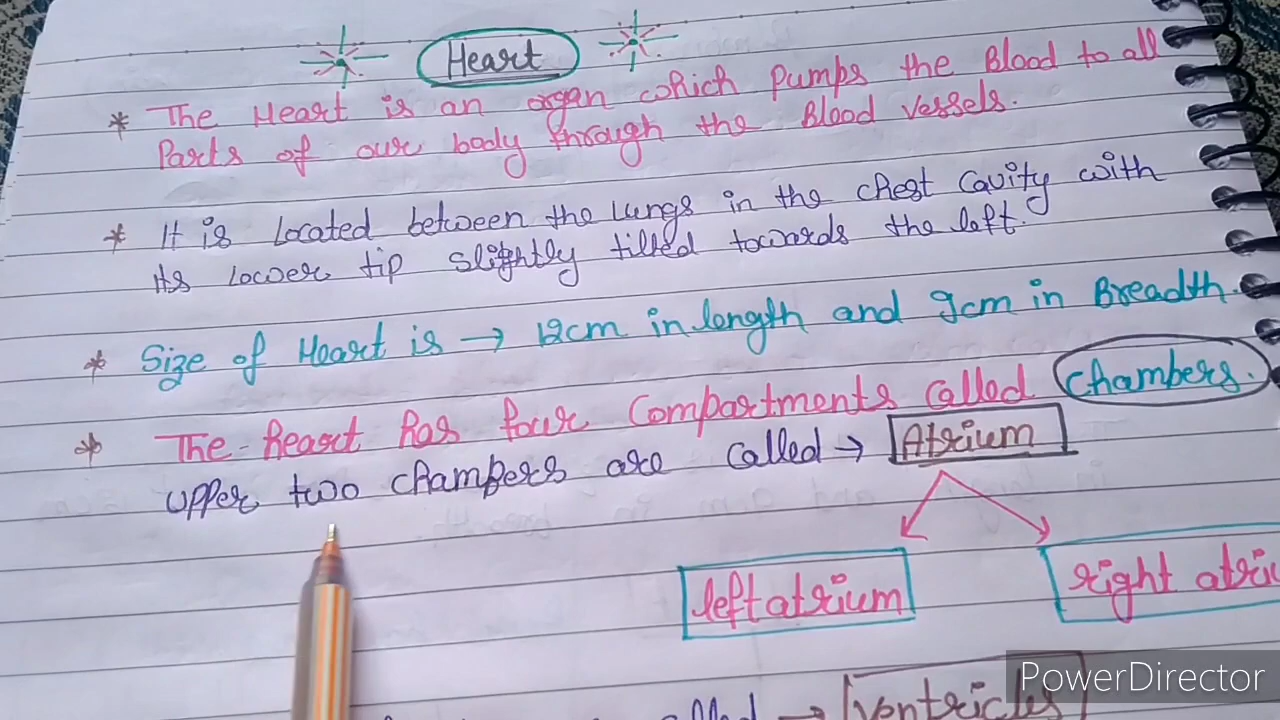 Heart
* The Heart is an organ which Pumps the Blood to all
Parts of our body through the Blood vessels.
* It is Located between the lungs in the chest cavity with
its lower tip slightly tilted towards the left.
* Size of Heart is → 12cm in length and 9cm in Breadth.
* The Heart has four Compartments called Chambers.
upper two chambers are called → Atrium
left atrium
right atriu
called → Ventricles
PowerDirector